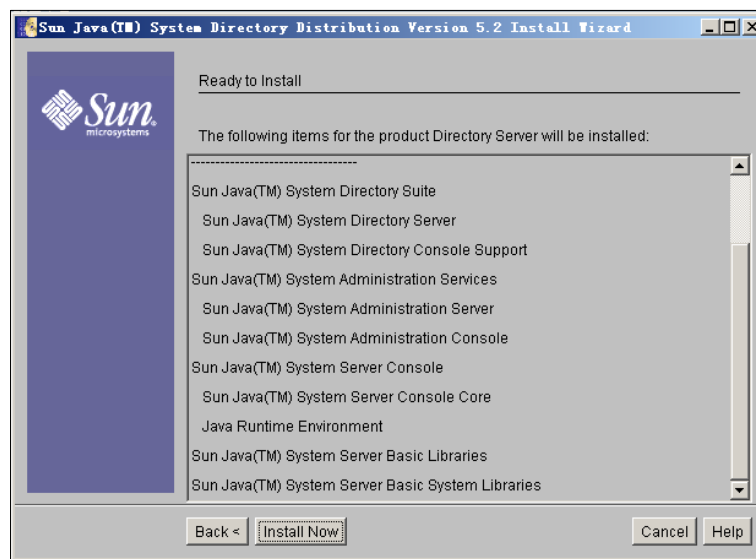 Sun Java(TM) System Directory Distribution Version 5.2 Install Wizard
Sun
microsystems
Ready to Install
The following items for the product Directory Server will be installed:
----------------------------------
Sun Java(TM) System Directory Suite
Sun Java(TM) System Directory Server
Sun Java(TM) System Directory Console Support
Sun Java(TM) System Administration Services
Sun Java(TM) System Administration Server
Sun Java(TM) System Administration Console
Sun Java(TM) System Server Console
Sun Java(TM) System Server Console Core
Java Runtime Environment
Sun Java(TM) System Server Basic Libraries
Sun Java(TM) System Server Basic System Libraries
Back < Install Now Cancel Help